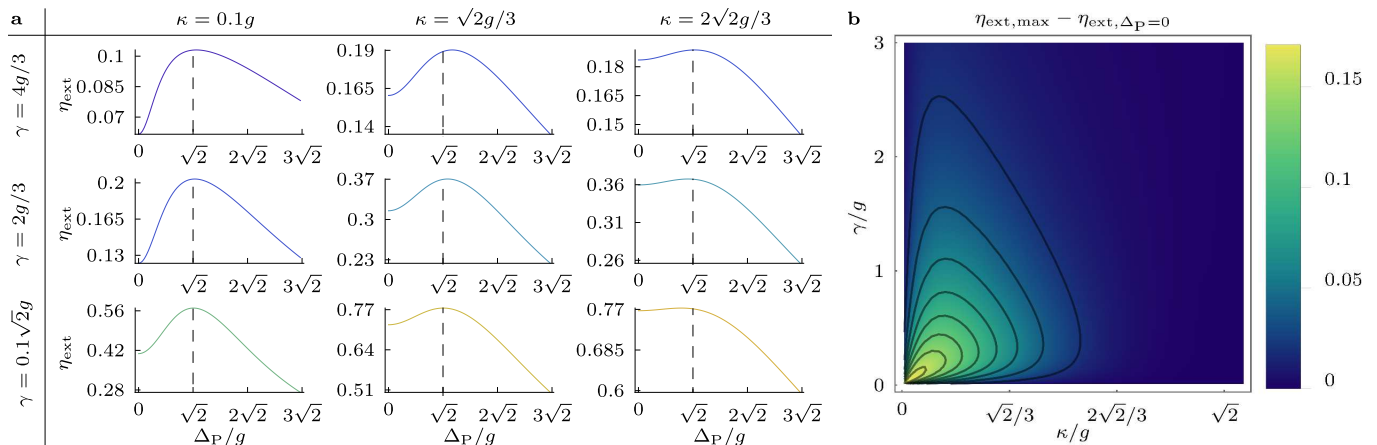 a
κ = 0.1g κ = √2g/3 κ = 2√2g/3
γ = 4g/3
η_ext
0.1 0.085 0.07
0 √2 2√2 3√2
0.19 0.165 0.14
0 √2 2√2 3√2
0.18 0.165 0.15
0 √2 2√2 3√2
γ = 2g/3
η_ext
0.2 0.165 0.13
0 √2 2√2 3√2
0.37 0.3 0.23
0 √2 2√2 3√2
0.36 0.31 0.26
0 √2 2√2 3√2
γ = 0.1√2g
η_ext
0.56 0.42 0.28
0 √2 2√2 3√2
Δ_P/g
0.77 0.64 0.51
0 √2 2√2 3√2
Δ_P/g
0.77 0.685 0.6
0 √2 2√2 3√2
Δ_P/g
b
η_ext,max − η_ext,Δ_P=0
γ/g
3
2
1
0
0 √2/3 2√2/3 √2
κ/g
0.15
0.1
0.05
0